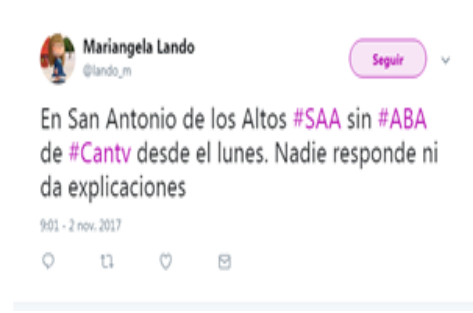 Mariangela Lando
@lando_m
Seguir
En San Antonio de los Altos #SAA sin #ABA
de #Cantv desde el lunes. Nadie responde ni
da explicaciones
9:01 - 2 nov. 2017